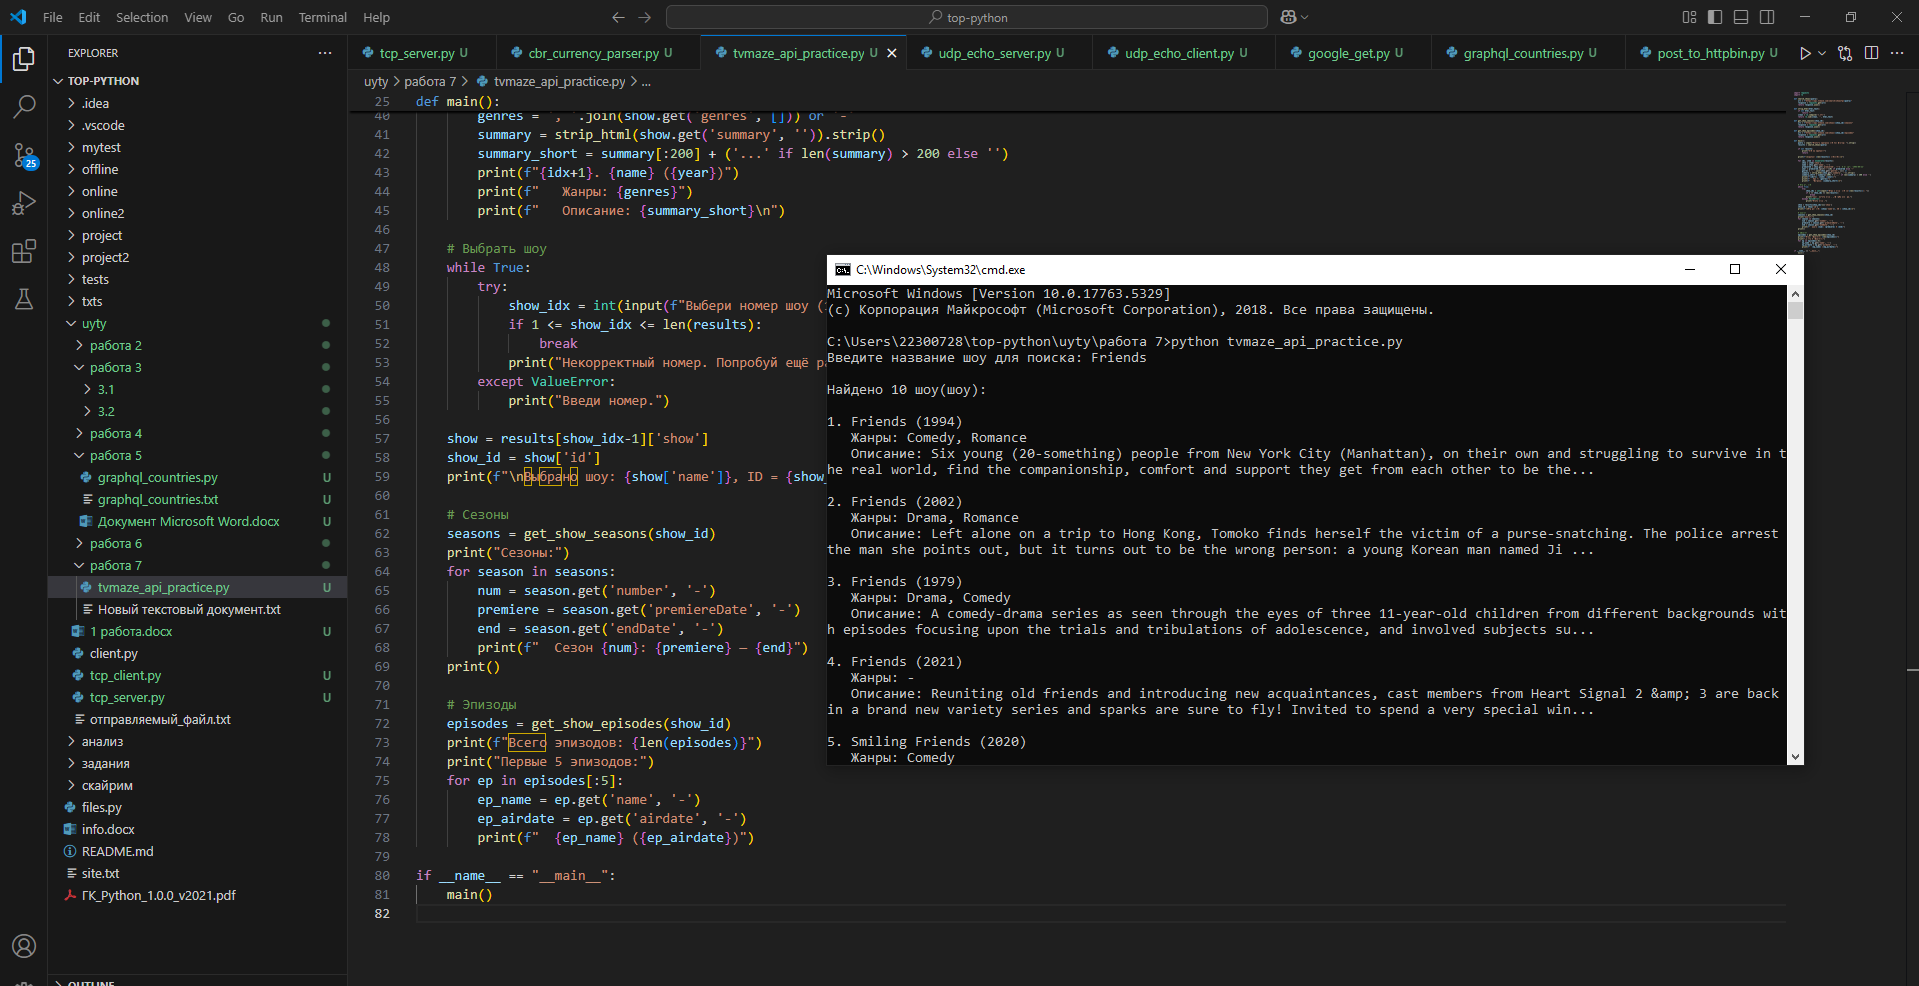 File Edit Selection View Go Run Terminal Help
top-python
EXPLORER
TOP-PYTHON
.idea
.vscode
mytest
offline
online
online2
project
project2
tests
txts
uyty
работа 2
работа 3
3.1
3.2
работа 4
работа 5
graphql_countries.py U
graphql_countries.txt U
Документ Microsoft Word.docx U
работа 6
работа 7
tvmaze_api_practice.py U
Новый текстовый документ.txt
1 работа.docx U
client.py
tcp_client.py U
tcp_server.py U
отправляемый_файл.txt
анализ
задания
скайрим
files.py
info.docx
README.md
site.txt
ГК_Python_1.0.0_v2021.pdf
OUTLINE
25
tcp_server.py U
cbr_currency_parser.py U
tvmaze_api_practice.py U
udp_echo_server.py U
udp_echo_client.py U
google_get.py U
graphql_countries.py U
post_to_httpbin.py U
uyty > работа 7 > tvmaze_api_practice.py > ...
25 def main():
40 genres = ', '.join(show.get('genres', [])) or '-'
41 summary = strip_html(show.get('summary', '')).strip()
42 summary_short = summary[:200] + ('...' if len(summary) > 200 else '')
43 print(f"{idx+1}. {name} ({year})")
44 print(f"   Жанры: {genres}")
45 print(f"   Описание: {summary_short}\n")
46
47 # Выбрать шоу
48 while True:
49 try:
50 show_idx = int(input(f"Выбери номер шоу (
51 if 1 <= show_idx <= len(results):
52 break
53 print("Некорректный номер. Попробуй ещё р
54 except ValueError:
55 print("Введи номер.")
56
57 show = results[show_idx-1]['show']
58 show_id = show['id']
59 print(f"\nВыбрано шоу: {show['name']}, ID = {show_
60
61 # Сезоны
62 seasons = get_show_seasons(show_id)
63 print("Сезоны:")
64 for season in seasons:
65 num = season.get('number', '-')
66 premiere = season.get('premiereDate', '-')
67 end = season.get('endDate', '-')
68 print(f"  Сезон {num}: {premiere} — {end}")
69 print()
70
71 # Эпизоды
72 episodes = get_show_episodes(show_id)
73 print(f"Всего эпизодов: {len(episodes)}")
74 print("Первые 5 эпизодов:")
75 for ep in episodes[:5]:
76 ep_name = ep.get('name', '-')
77 ep_airdate = ep.get('airdate', '-')
78 print(f"  {ep_name} ({ep_airdate})")
79
80 if __name__ == "__main__":
81 main()
82
C:\Windows\System32\cmd.exe
Microsoft Windows [Version 10.0.17763.5329]
(c) Корпорация Майкрософт (Microsoft Corporation), 2018. Все права защищены.
C:\Users\22300728\top-python\uyty\работа 7>python tvmaze_api_practice.py
Введите название шоу для поиска: Friends
Найдено 10 шоу(шоу):
1. Friends (1994)
Жанры: Comedy, Romance
Описание: Six young (20-something) people from New York City (Manhattan), on their own and struggling to survive in t
he real world, find the companionship, comfort and support they get from each other to be the...
2. Friends (2002)
Жанры: Drama, Romance
Описание: Left alone on a trip to Hong Kong, Tomoko finds herself the victim of a purse-snatching. The police arrest
the man she points out, but it turns out to be the wrong person: a young Korean man named Ji ...
3. Friends (1979)
Жанры: Drama, Comedy
Описание: A comedy-drama series as seen through the eyes of three 11-year-old children from different backgrounds wit
h episodes focusing upon the trials and tribulations of adolescence, and involved subjects su...
4. Friends (2021)
Жанры: -
Описание: Reuniting old friends and introducing new acquaintances, cast members from Heart Signal 2 &amp; 3 are back
in a brand new variety series and sparks are sure to fly! Invited to spend a very special win...
5. Smiling Friends (2020)
Жанры: Comedy